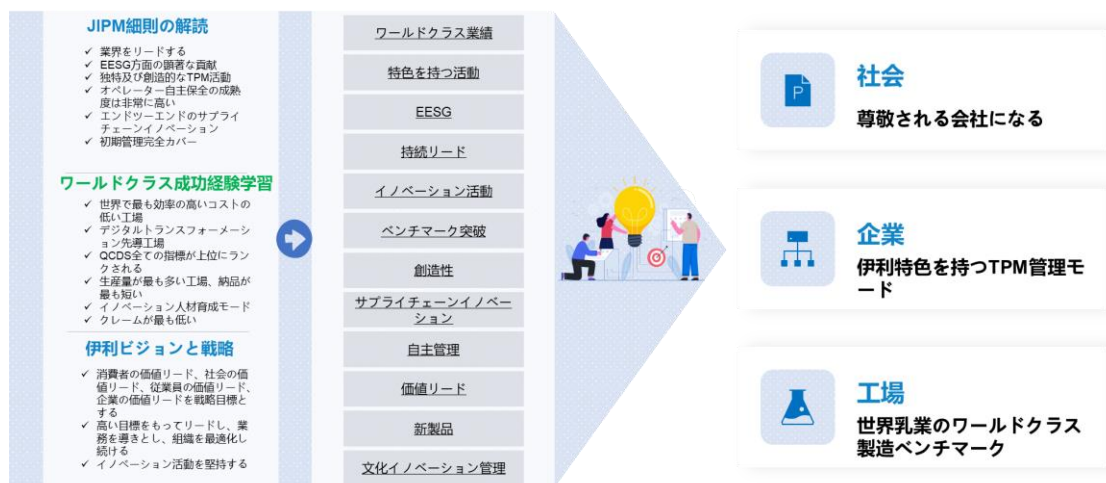 JIPM細則の解読
✓ 業界をリードする
✓ EESG方面の顕著な貢献
✓ 独特及び創造的なTPM活動
✓ オペレーター自主保全の成熟
度は非常に高い
✓ エンドツーエンドのサプライ
チェーンイノベーション
✓ 初期管理完全カバー
ワールドクラス成功経験学習
✓ 世界で最も効率の高いコストの
低い工場
✓ デジタルトランスフォーメーシ
ョン先導工場
✓ QCDS全ての指標が上位にラン
クされる
✓ 生産量が最も多い工場、納品が
最も短い
✓ イノベーション人材育成モード
✓ クレームが最も低い
伊利ビジョンと戦略
✓ 消費者の価値リード、社会の価
値リード、従業員の価値リード、
企業の価値リードを戦略目標と
する
✓ 高い目標をもってリードし、業
務を導きとし、組織を最適化し
続ける
✓ イノベーション活動を堅持する
ワールドクラス業績
特色を持つ活動
EESG
持続リード
イノベーション活動
ベンチマーク突破
創造性
サプライチェーンイノベー
ション
自主管理
価値リード
新製品
文化イノベーション管理
P
社会
尊敬される会社になる
企業
伊利特色を持つTPM管理モ
ード
工場
世界乳業のワールドクラス
製造ベンチマーク